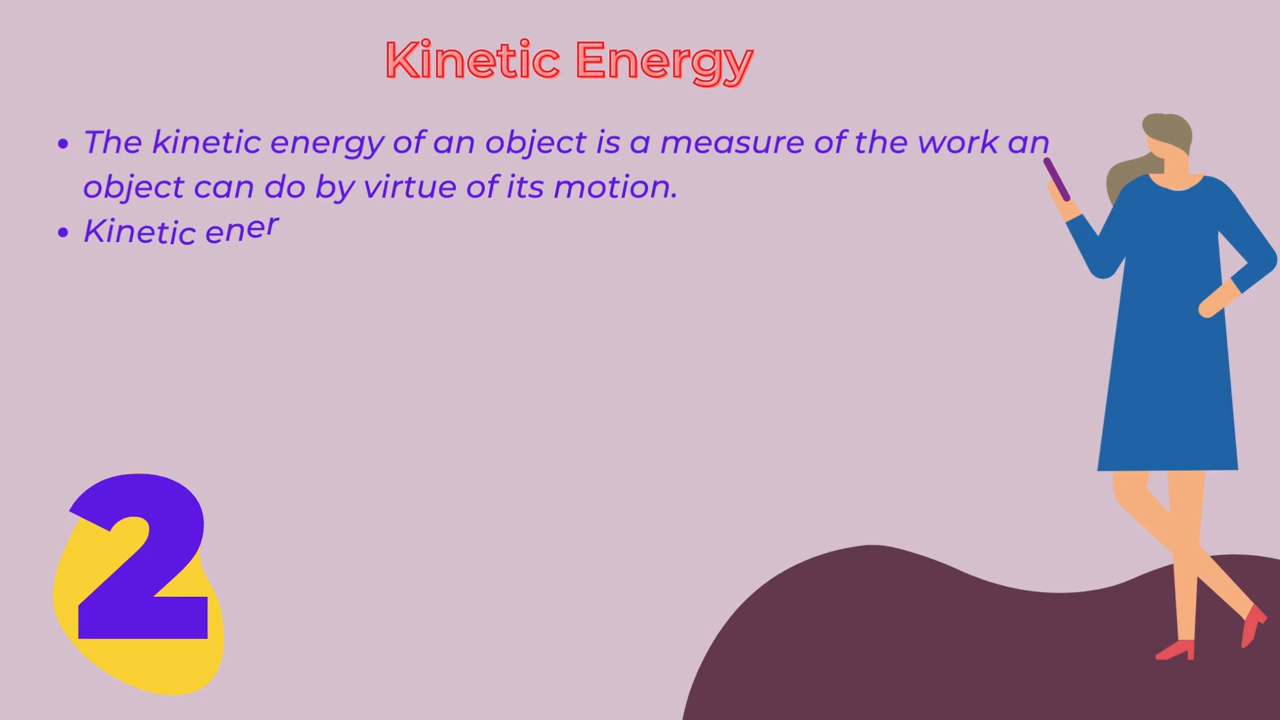 Kinetic Energy
• The kinetic energy of an object is a measure of the work an
object can do by virtue of its motion.
• Kinetic ener
2